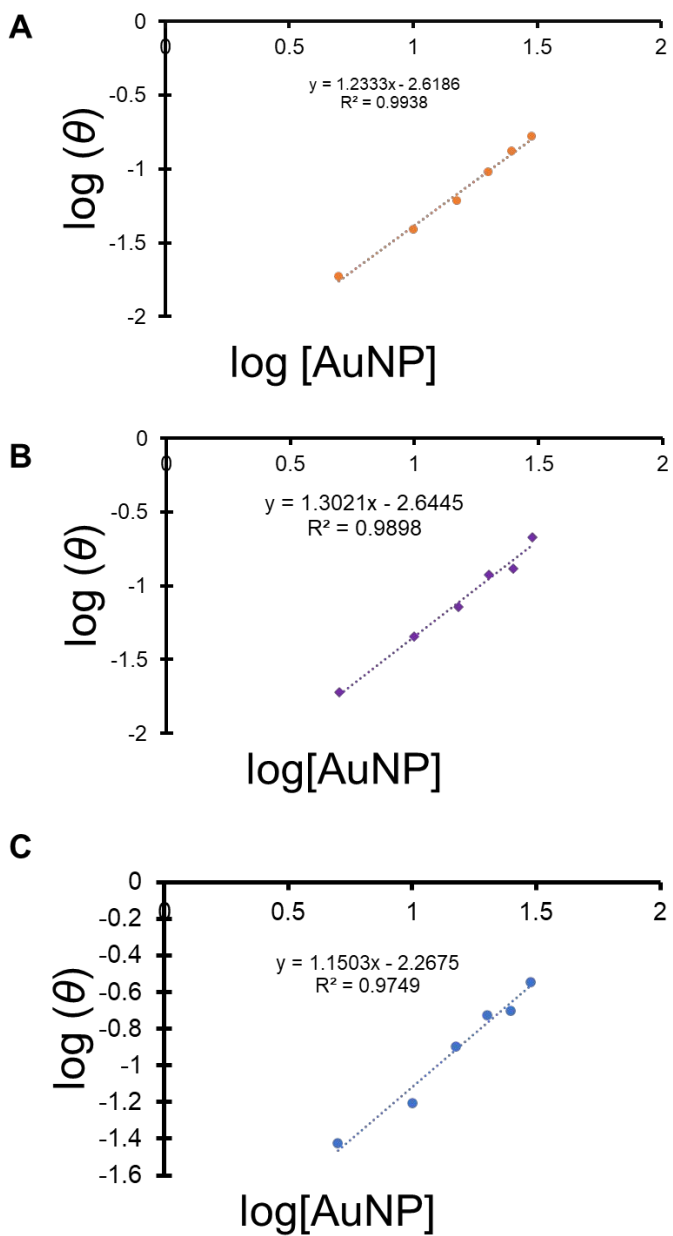 A
0
0
0.5
1
1.5
2
y = 1.2333x - 2.6186
R² = 0.9938
-0.5
-1
-1.5
-2
log (θ)
log [AuNP]
B
0
0
0.5
1
1.5
2
y = 1.3021x - 2.6445
R² = 0.9898
-0.5
-1
-1.5
-2
log (θ)
log[AuNP]
C
0
0
0.5
1
1.5
2
-0.2
-0.4
y = 1.1503x - 2.2675
R² = 0.9749
-0.6
-0.8
-1
-1.2
-1.4
-1.6
log (θ)
log[AuNP]